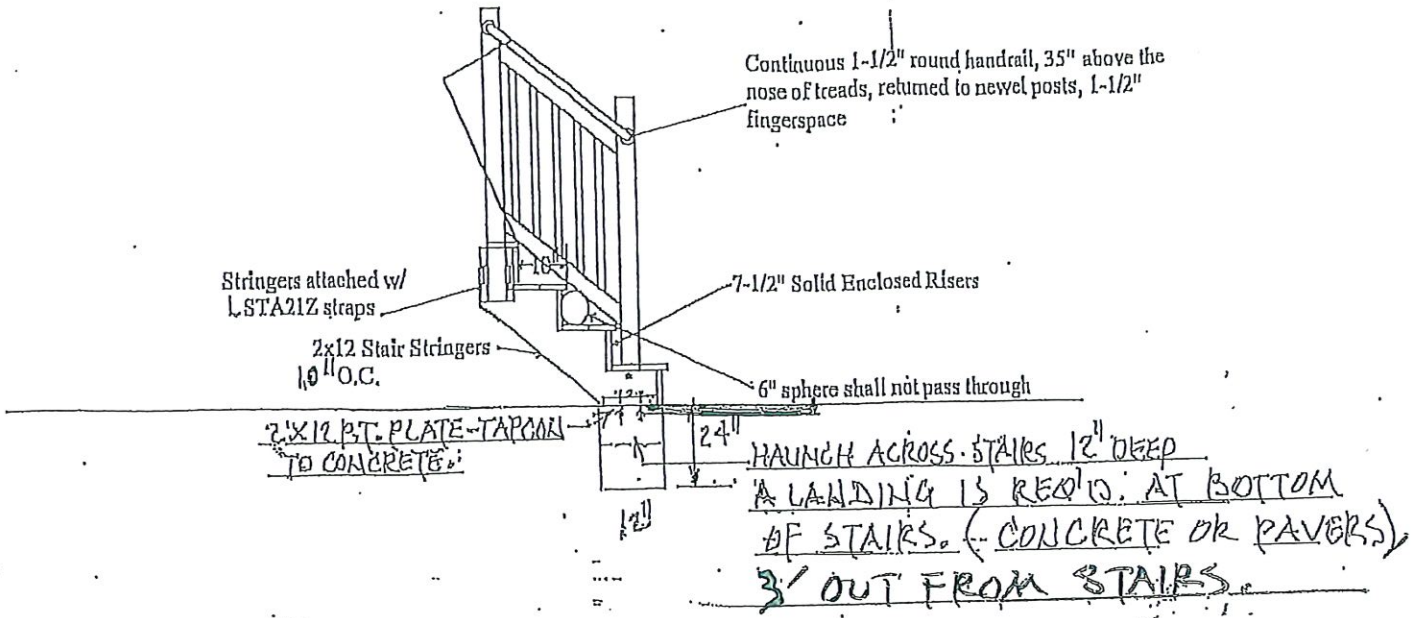 Continuous 1-1/2" round handrail, 35" above the
nose of treads, returned to newel posts, 1-1/2"
fingerspace
Stringers attached w/
LSTA21Z straps
10
7-1/2" Solid Enclosed Risers
2x12 Stair Stringers
10" O.C.
6" sphere shall not pass through
2X12 P.T. PLATE-TAPCON
TO CONCRETE.
24"
12"
HAUNCH ACROSS STAIRS 12" DEEP
A LANDING IS REQ'D. AT BOTTOM
OF STAIRS. (CONCRETE OR PAVERS)
3' OUT FROM STAIRS.